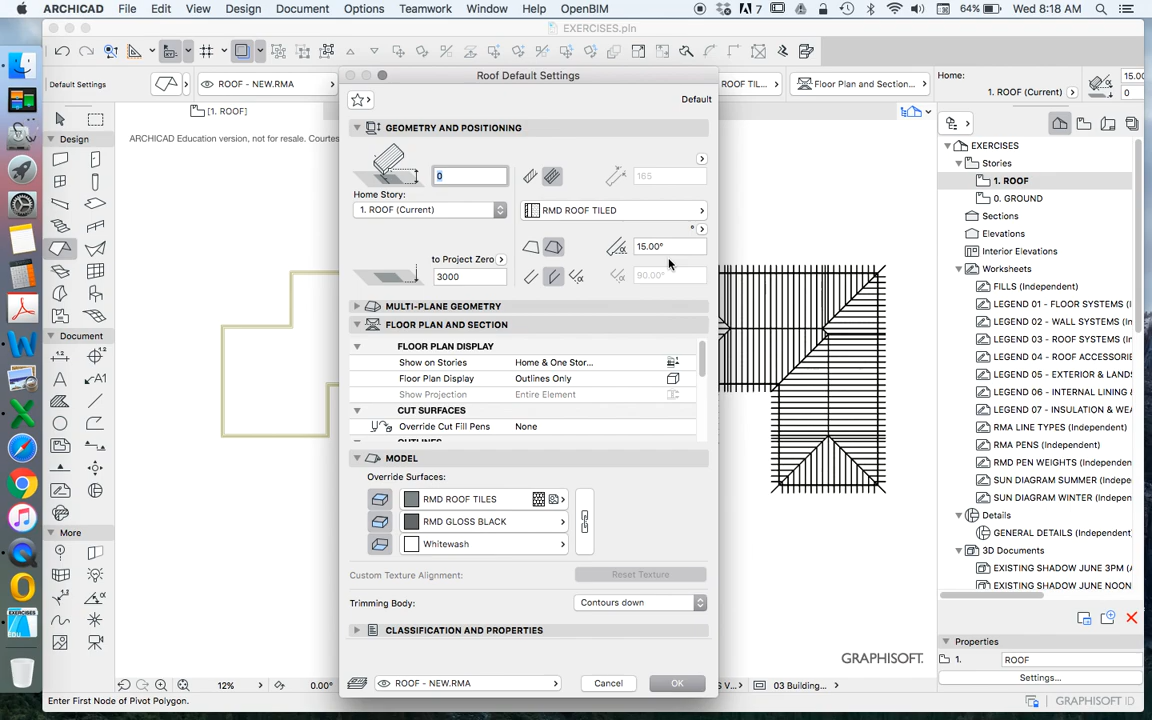 ARCHICAD File Edit View Design Document Options Teamwork Window Help OpenBIM 7 64% Wed 8:18 AM
EXERCISES.pin
Default Settings ROOF - NEW.RMA ROOF TIL... Floor Plan and Section... Home: 1. ROOF (Current) 15.00 0
[1. ROOF]
ARCHICAD Education version, not for resale. Courtes
Design
Document
1.2
A
A1
More
Roof Default Settings
Default
GEOMETRY AND POSITIONING
0
165
Home Story:
1. ROOF (Current)
RMD ROOF TILED
15.00°
to Project Zero
3000
90.00°
MULTI-PLANE GEOMETRY
FLOOR PLAN AND SECTION
FLOOR PLAN DISPLAY
Show on Stories Home & One Stor...
Floor Plan Display Outlines Only
Show Projection Entire Element
CUT SURFACES
Override Cut Fill Pens None
MODEL
Override Surfaces:
RMD ROOF TILES
RMD GLOSS BLACK
Whitewash
Custom Texture Alignment: Reset Texture
Trimming Body: Contours down
CLASSIFICATION AND PROPERTIES
ROOF - NEW.RMA Cancel OK
EXERCISES
Stories
1. ROOF
0. GROUND
Sections
Elevations
Interior Elevations
Worksheets
FILLS (Independent)
LEGEND 01 - FLOOR SYSTEMS (I
LEGEND 02 - WALL SYSTEMS (In
LEGEND 03 - ROOF SYSTEMS (In
LEGEND 04 - ROOF ACCESSORIE
LEGEND 05 - EXTERIOR & LANDS
LEGEND 06 - INTERNAL LINING &
LEGEND 07 - INSULATION & WEA
RMA LINE TYPES (Independent)
RMA PENS (Independent)
RMD PEN WEIGHTS (Independen
SUN DIAGRAM SUMMER (Indepe
SUN DIAGRAM WINTER (Indepen
Details
GENERAL DETAILS (Independent)
3D Documents
EXISTING SHADOW JUNE 3PM (A
EXISTING SHADOW JUNE NOON
Properties
1. ROOF
Settings...
GRAPHISOFT.
12% 0.00° 03 Building...
Enter First Node of Pivot Polygon.
GRAPHISOFT ID